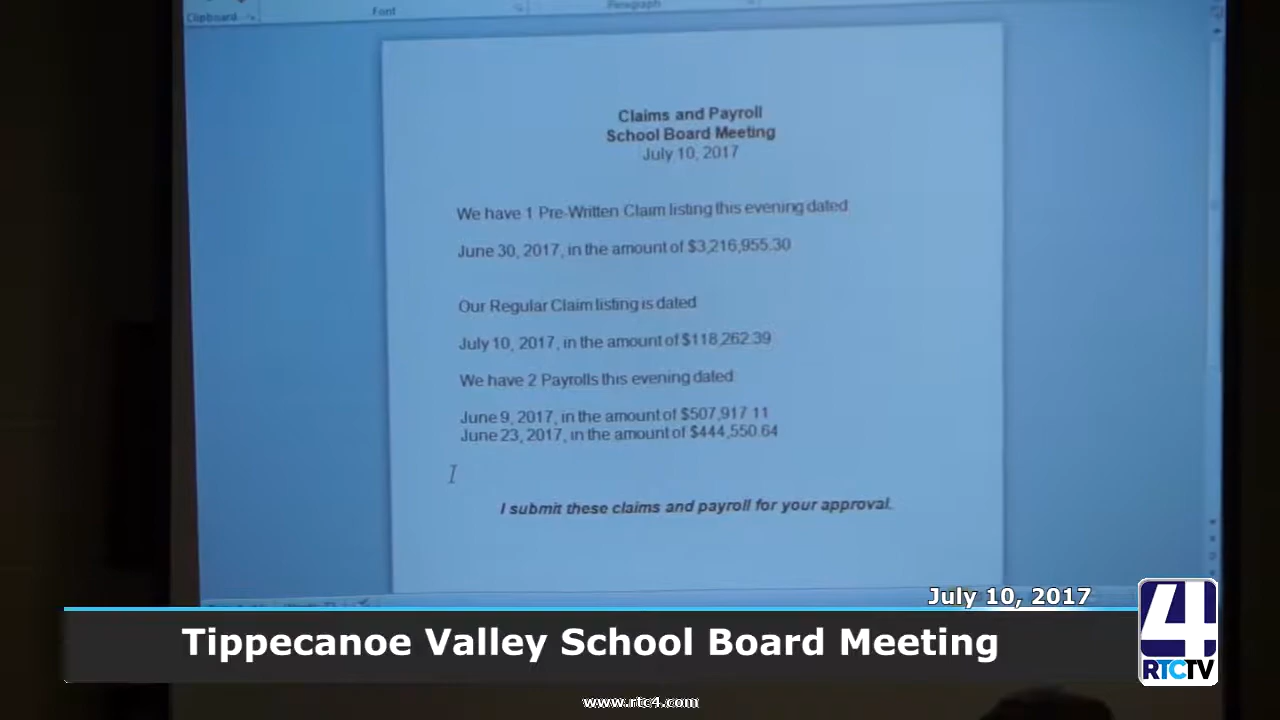 Clipboard
Font
Paragraph
Claims and Payroll
School Board Meeting
July 10, 2017
We have 1 Pre-Written Claim listing this evening dated
June 30, 2017, in the amount of $3,216,955.30
Our Regular Claim listing is dated
July 10, 2017, in the amount of $118,262.39
We have 2 Payrolls this evening dated
June 9, 2017, in the amount of $507,917.11
June 23, 2017, in the amount of $444,550.64
I submit these claims and payroll for your approval.
July 10, 2017
Tippecanoe Valley School Board Meeting
4
RTCTV
www.rtc4.com